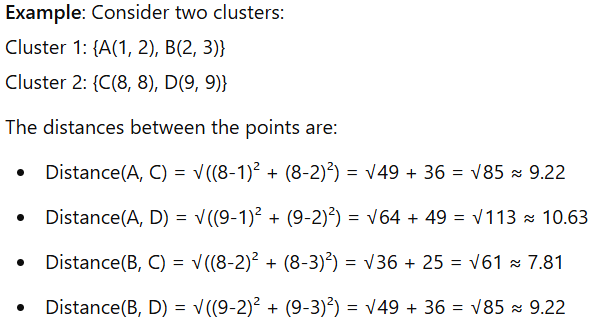 Example: Consider two clusters:
Cluster 1: {A(1, 2), B(2, 3)}
Cluster 2: {C(8, 8), D(9, 9)}
The distances between the points are:
• Distance(A, C) = √((8-1)² + (8-2)²) = √49 + 36 = √85 ≈ 9.22
• Distance(A, D) = √((9-1)² + (9-2)²) = √64 + 49 = √113 ≈ 10.63
• Distance(B, C) = √((8-2)² + (8-3)²) = √36 + 25 = √61 ≈ 7.81
• Distance(B, D) = √((9-2)² + (9-3)²) = √49 + 36 = √85 ≈ 9.22